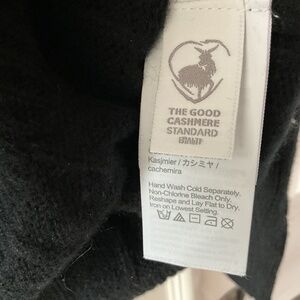 THE GOOD
CASHMERE
STANDARD
Kasjmier / カシミヤ /
cachemira
Hand Wash Cold Separately.
Non-Chlorine Bleach Only.
Reshape and Lay Flat to Dry.
Iron on Lowest Setting.